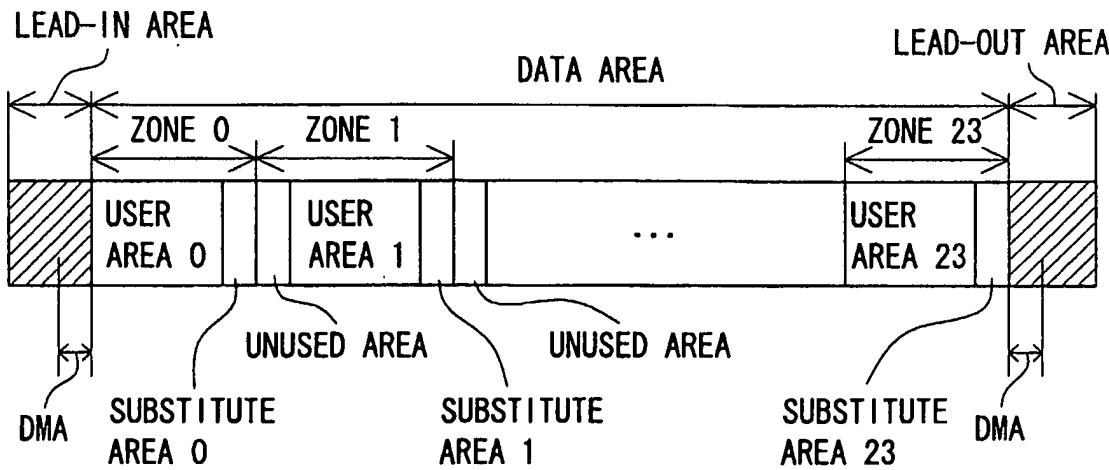 LEAD-IN AREA
LEAD-OUT AREA
DATA AREA
ZONE 0
ZONE 1
ZONE 23
USER
AREA 0
USER
AREA 1
...
USER
AREA 23
UNUSED AREA
UNUSED AREA
DMA
SUBSTITUTE
AREA 0
SUBSTITUTE
AREA 1
SUBSTITUTE
AREA 23
DMA